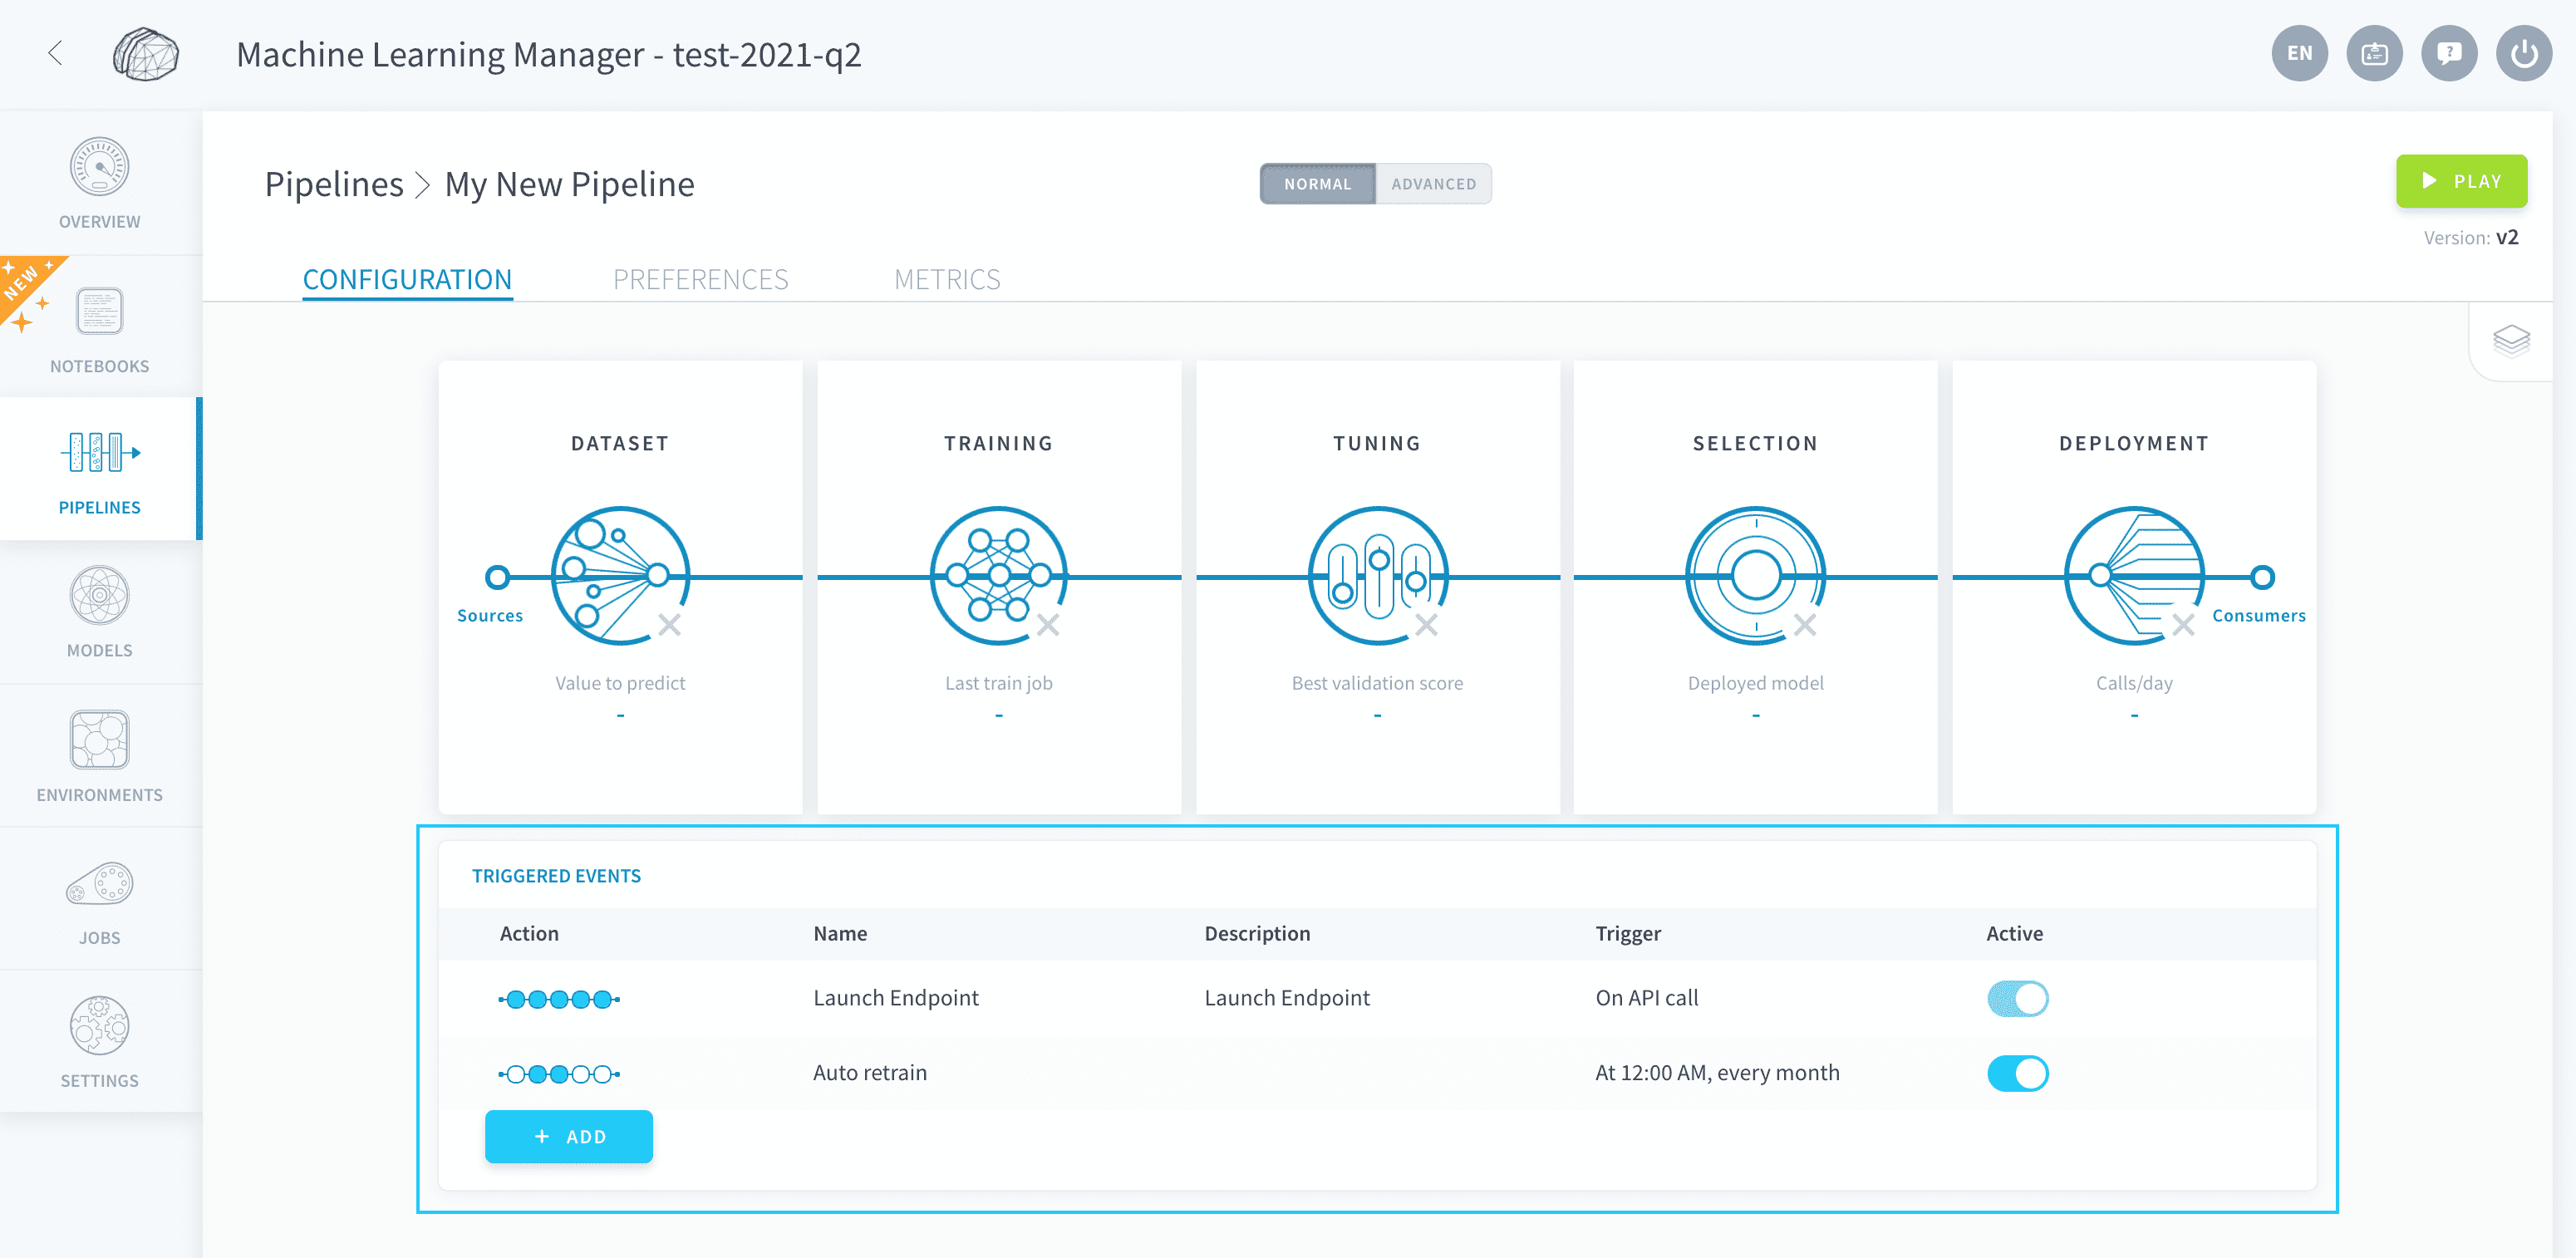 Machine Learning Manager - test-2021-q2
EN
OVERVIEW
NEW
NOTEBOOKS
PIPELINES
MODELS
ENVIRONMENTS
JOBS
SETTINGS
Pipelines > My New Pipeline
NORMAL ADVANCED
PLAY
Version: v2
CONFIGURATION PREFERENCES METRICS
DATASET TRAINING TUNING SELECTION DEPLOYMENT
Sources Consumers
Value to predict Last train job Best validation score Deployed model Calls/day
- - - - -
TRIGGERED EVENTS
Action Name Description Trigger Active
Launch Endpoint Launch Endpoint On API call
Auto retrain At 12:00 AM, every month
+ ADD